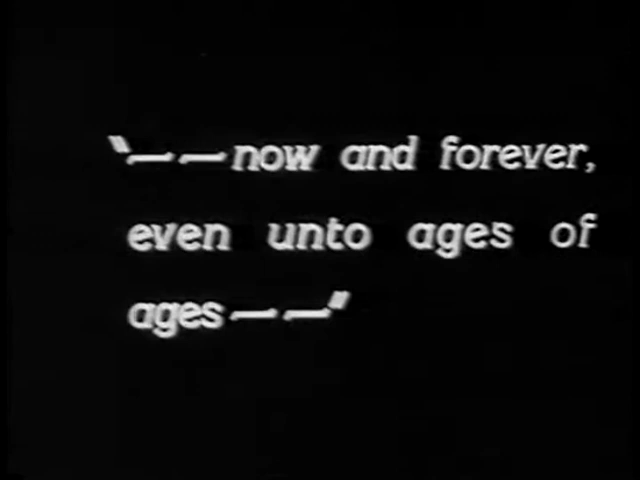 "— —now and forever,
even unto ages of
ages— —"